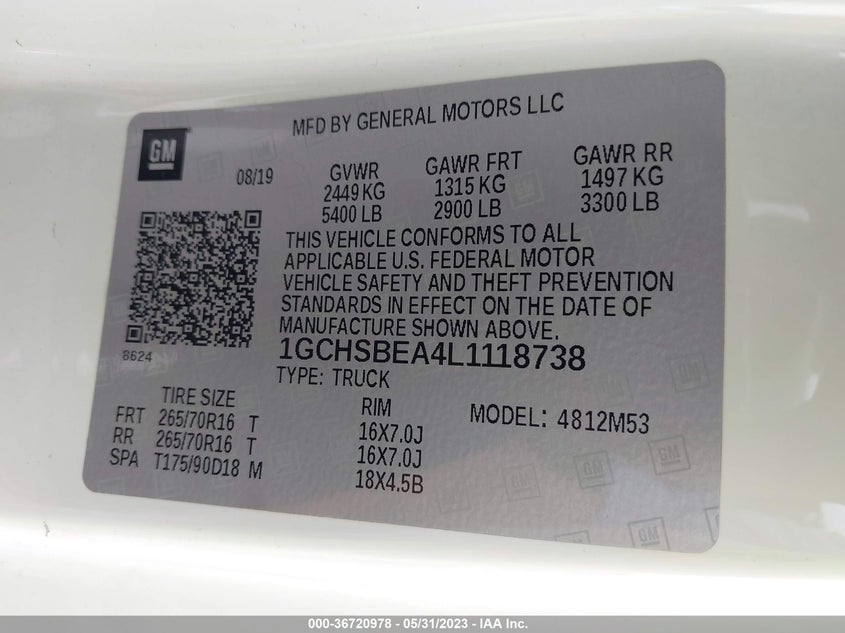 MFD BY GENERAL MOTORS LLC
GM
08/19
GVWR GAWR FRT GAWR RR
2449 KG 1315 KG 1497 KG
5400 LB 2900 LB 3300 LB
THIS VEHICLE CONFORMS TO ALL
APPLICABLE U.S. FEDERAL MOTOR
VEHICLE SAFETY AND THEFT PREVENTION
STANDARDS IN EFFECT ON THE DATE OF
MANUFACTURE SHOWN ABOVE.
8624
1GCHSBEA4L1118738
TYPE: TRUCK
TIRE SIZE RIM MODEL: 4812M53
FRT 265/70R16 T 16X7.0J
RR 265/70R16 T 16X7.0J
SPA T175/90D18 M 18X4.5B
000-36720978 - 05/31/2023 - IAA Inc.